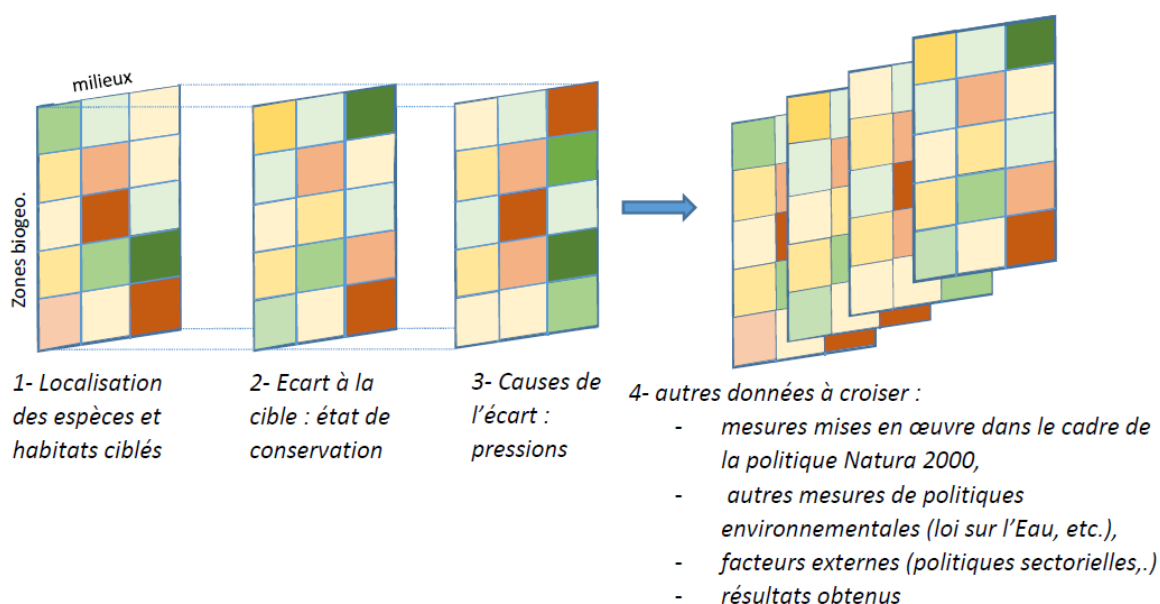 milieux
Zones biogeo.
1- Localisation
des espèces et
habitats ciblés
2- Ecart à la
cible : état de
conservation
3- Causes de
l’écart :
pressions
4- autres données à croiser :
- mesures mises en œuvre dans le cadre de
la politique Natura 2000,
- autres mesures de politiques
environnementales (loi sur l’Eau, etc.),
- facteurs externes (politiques sectorielles,.)
- résultats obtenus